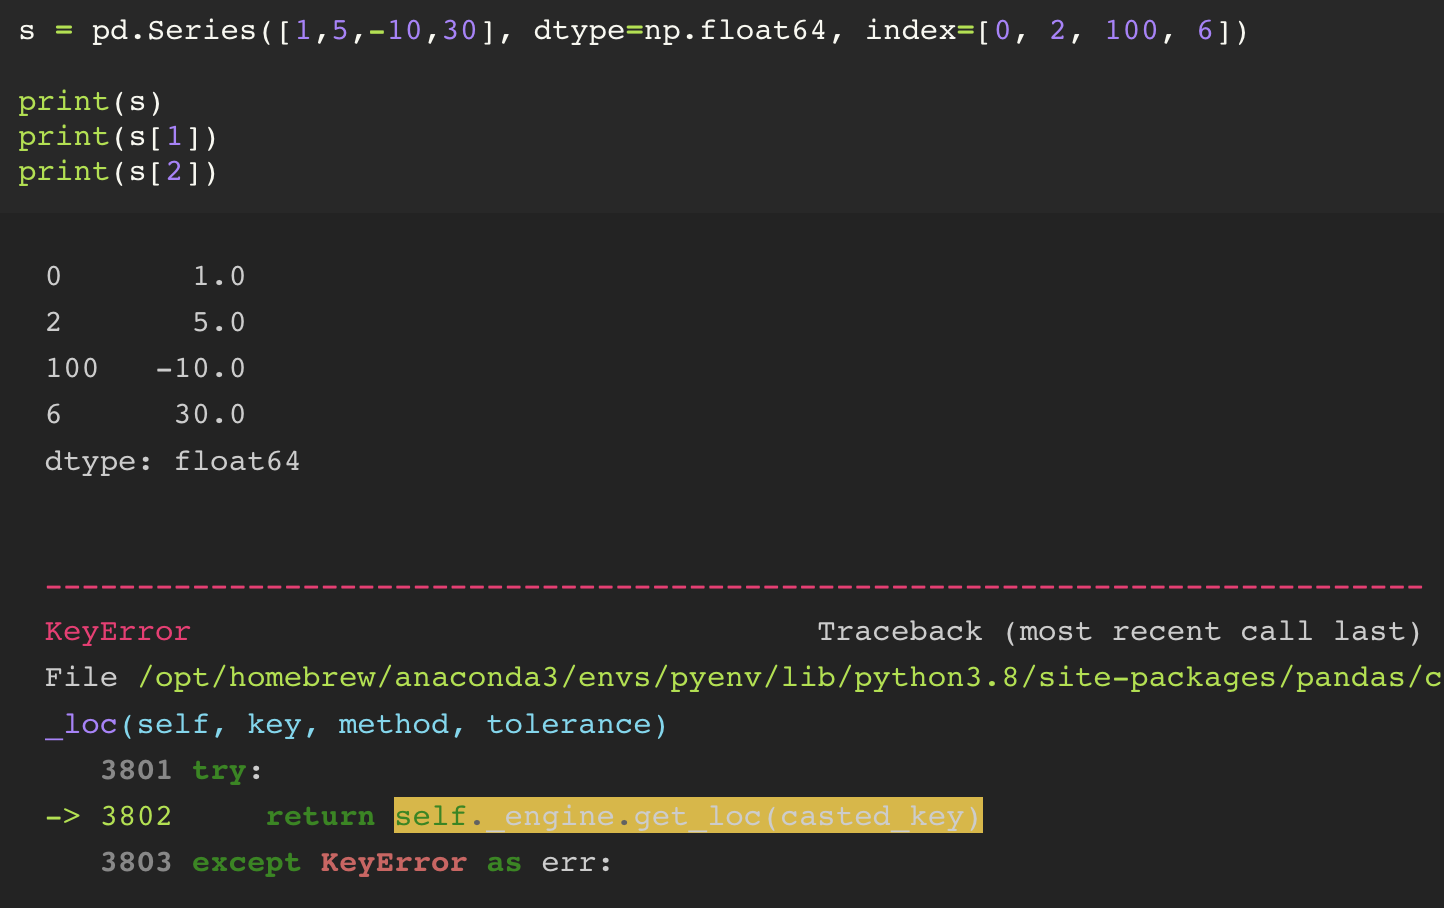 s = pd.Series([1,5,-10,30], dtype=np.float64, index=[0, 2, 100, 6])
print(s)
print(s[1])
print(s[2])
0       1.0
2       5.0
100   -10.0
6      30.0
dtype: float64
---------------------------------------------------------------------------
KeyError                                  Traceback (most recent call last)
File /opt/homebrew/anaconda3/envs/pyenv/lib/python3.8/site-packages/pandas/c
_loc(self, key, method, tolerance)
   3801 try:
-> 3802     return self._engine.get_loc(casted_key)
   3803 except KeyError as err: